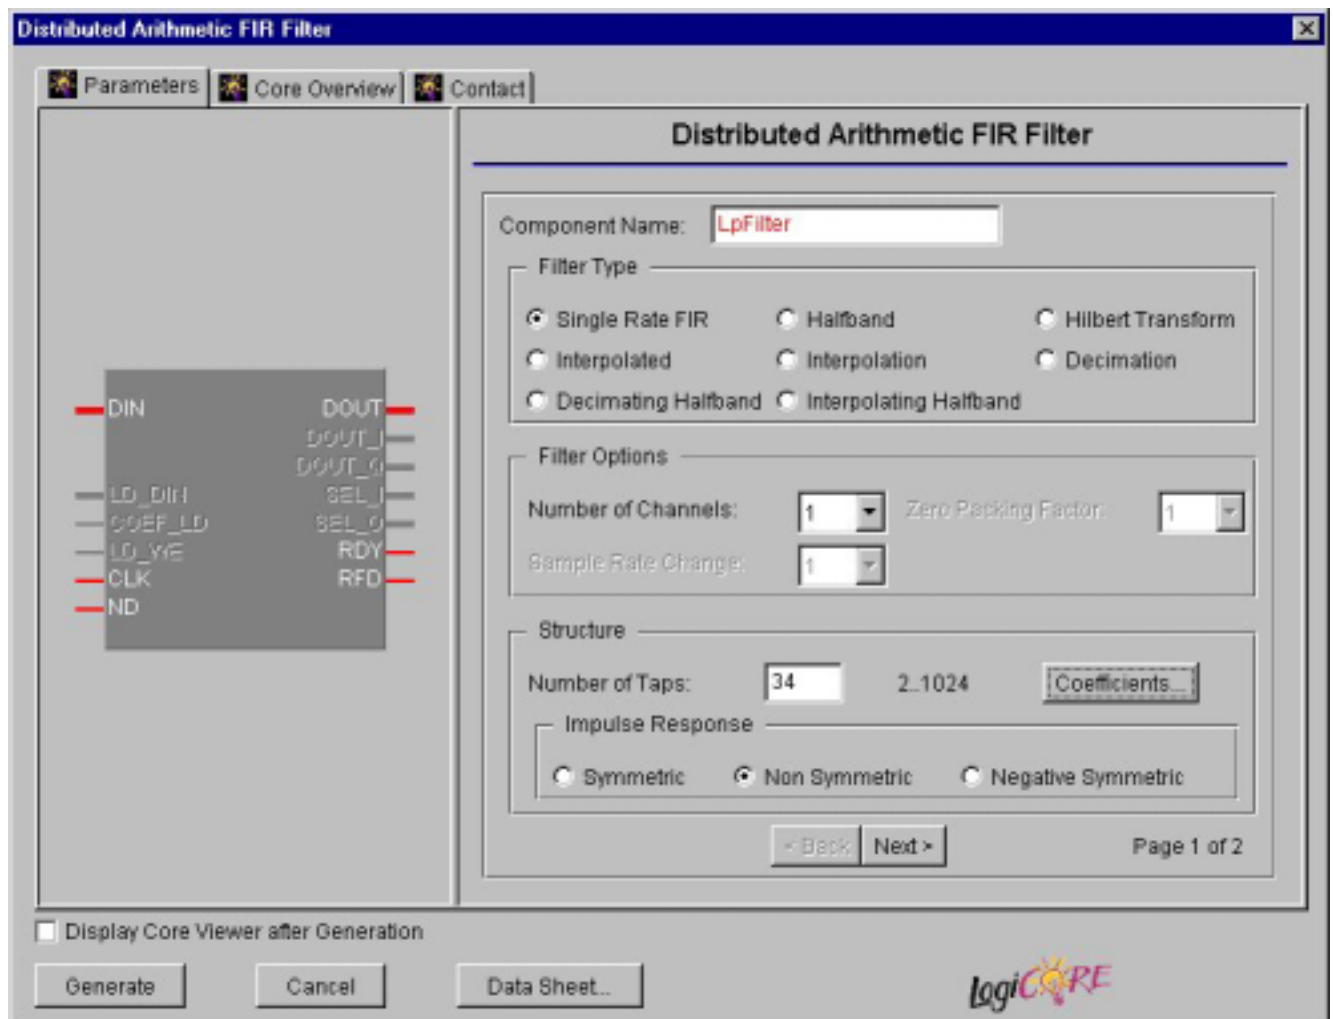 Distributed Arithmetic FIR Filter
Parameters Core Overview Contact
Distributed Arithmetic FIR Filter
Component Name: LpFilter
Filter Type
Single Rate FIR Halfband Hilbert Transform
Interpolated Interpolation Decimation
Decimating Halfband Interpolating Halfband
DIN DOUT
DOUT_I
DOUT_Q
LD_DIN SEL_I
COEF_LD SEL_O
LD_WE RDY
CLK RFD
ND
Filter Options
Number of Channels: 1 Zero Packing Factor: 1
Sample Rate Change: 1
Structure
Number of Taps: 34 2..1024 Coefficients...
Impulse Response
Symmetric Non Symmetric Negative Symmetric
< Back Next > Page 1 of 2
Display Core Viewer after Generation
Generate Cancel Data Sheet... LogiCORE